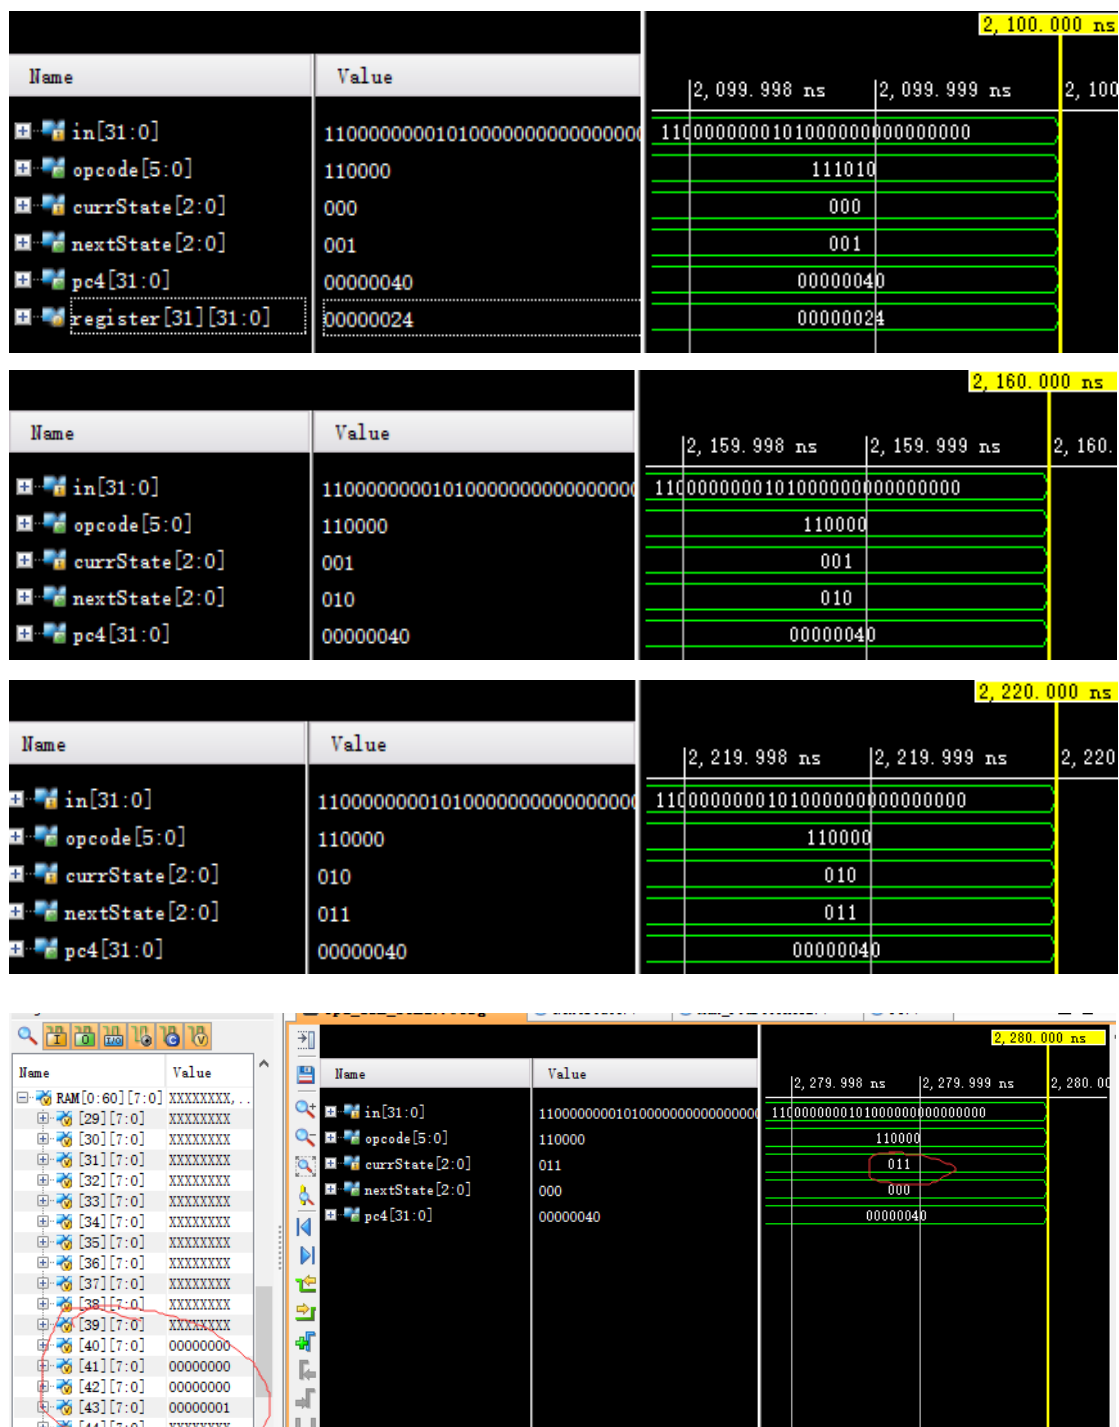 2, 100. 000 ns
Name Value
2, 099. 998 ns 2, 099. 999 ns 2, 100
in[31:0]
opcode[5:0] 110000 111010
currState[2:0] 000 000
nextState[2:0] 001 001
pc4[31:0] 00000040 00000040
register[31][31:0] 00000024 00000024
2, 160. 000 ns
Name Value
2, 159. 998 ns 2, 159. 999 ns 2, 160.
in[31:0]
opcode[5:0] 110000 110000
currState[2:0] 001 001
nextState[2:0] 010 010
pc4[31:0] 00000040 00000040
2, 220. 000 ns
Name Value
2, 219. 998 ns 2, 219. 999 ns 2, 220
in[31:0]
opcode[5:0] 110000 110000
currState[2:0] 010 010
nextState[2:0] 011 011
pc4[31:0] 00000040 00000040
Name Value
RAM[0:60][7:0] XXXXXXXX,..
[29][7:0] XXXXXXXX
[30][7:0] XXXXXXXX
[31][7:0] XXXXXXXX
[32][7:0] XXXXXXXX
[33][7:0] XXXXXXXX
[34][7:0] XXXXXXXX
[35][7:0] XXXXXXXX
[36][7:0] XXXXXXXX
[37][7:0] XXXXXXXX
[38][7:0] XXXXXXXX
[39][7:0] XXXXXXXX
[40][7:0] 00000000
[41][7:0] 00000000
[42][7:0] 00000000
[43][7:0] 00000001
2, 280. 000 ns
Name Value
2, 279. 998 ns 2, 279. 999 ns 2, 280. 00
in[31:0]
opcode[5:0] 110000 110000
currState[2:0] 011 011
nextState[2:0] 000 000
pc4[31:0] 00000040 00000040